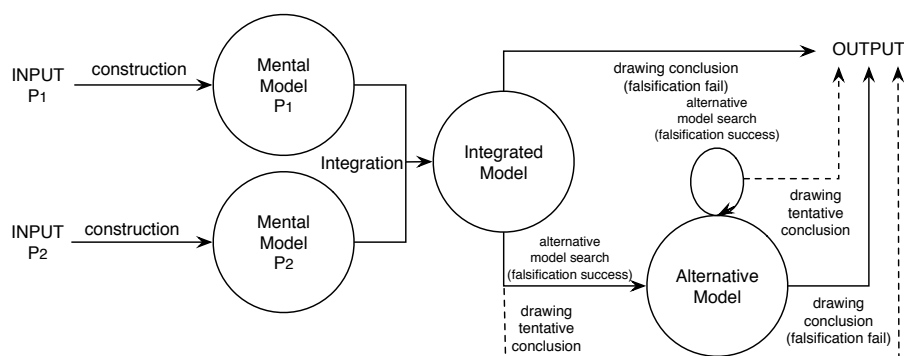 INPUT
P1
construction
Mental
Model
P1
INPUT
P2
construction
Mental
Model
P2
Integration
Integrated
Model
drawing conclusion
(falsification fail)
alternative
model search
(falsification success)
OUTPUT
drawing
tentative
conclusion
alternative
model search
(falsification success)
drawing
tentative
conclusion
Alternative
Model
drawing
conclusion
(falsification fail)